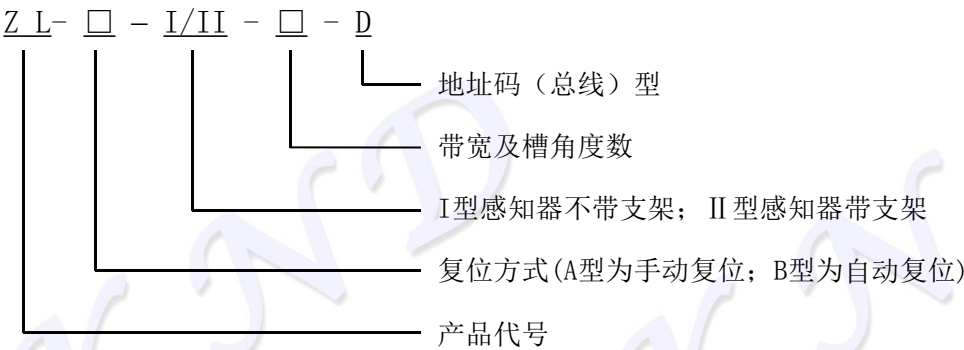 Z L- □ - I/II - □ - D
地址码（总线）型
带宽及槽角度数
I型感知器不带支架；Ⅱ型感知器带支架
复位方式(A型为手动复位；B型为自动复位)
产品代号